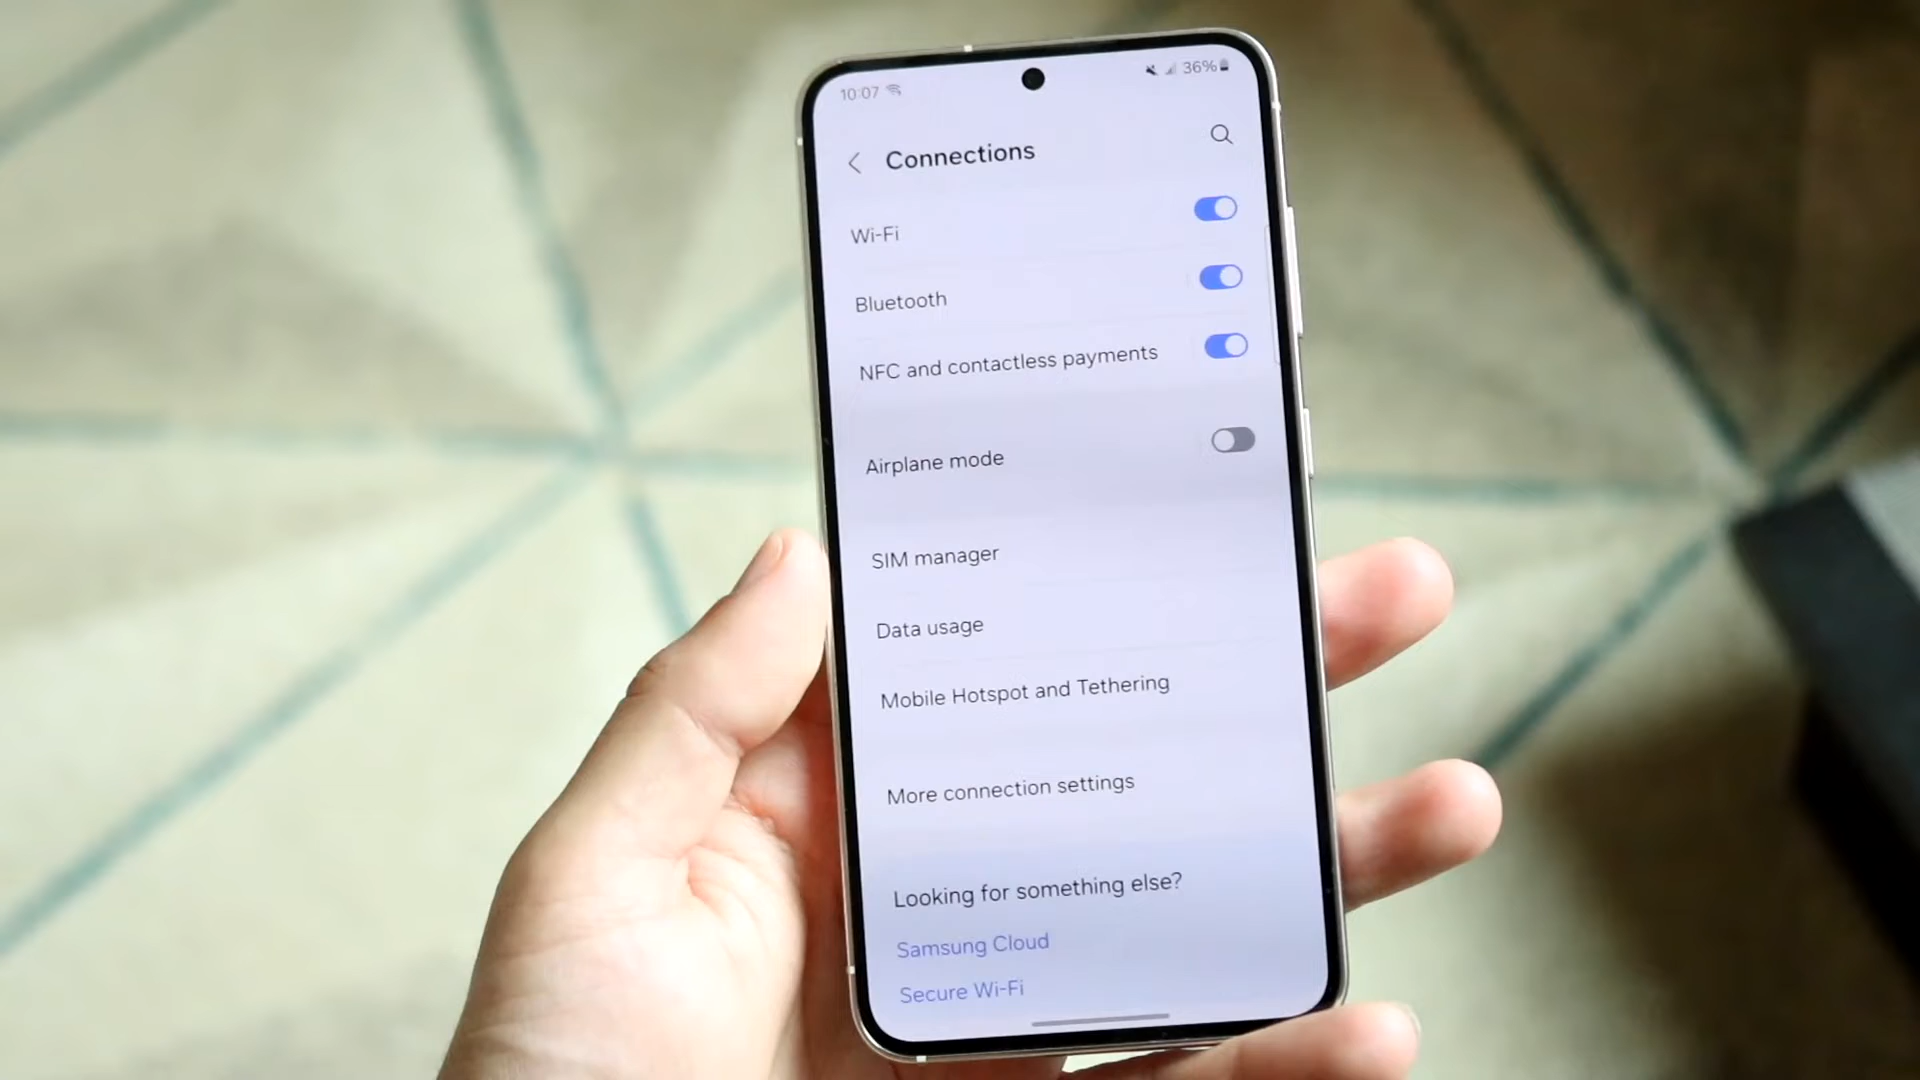 10:07
36%
Connections
Wi-Fi
Bluetooth
NFC and contactless payments
Airplane mode
SIM manager
Data usage
Mobile Hotspot and Tethering
More connection settings
Looking for something else?
Samsung Cloud
Secure Wi-Fi